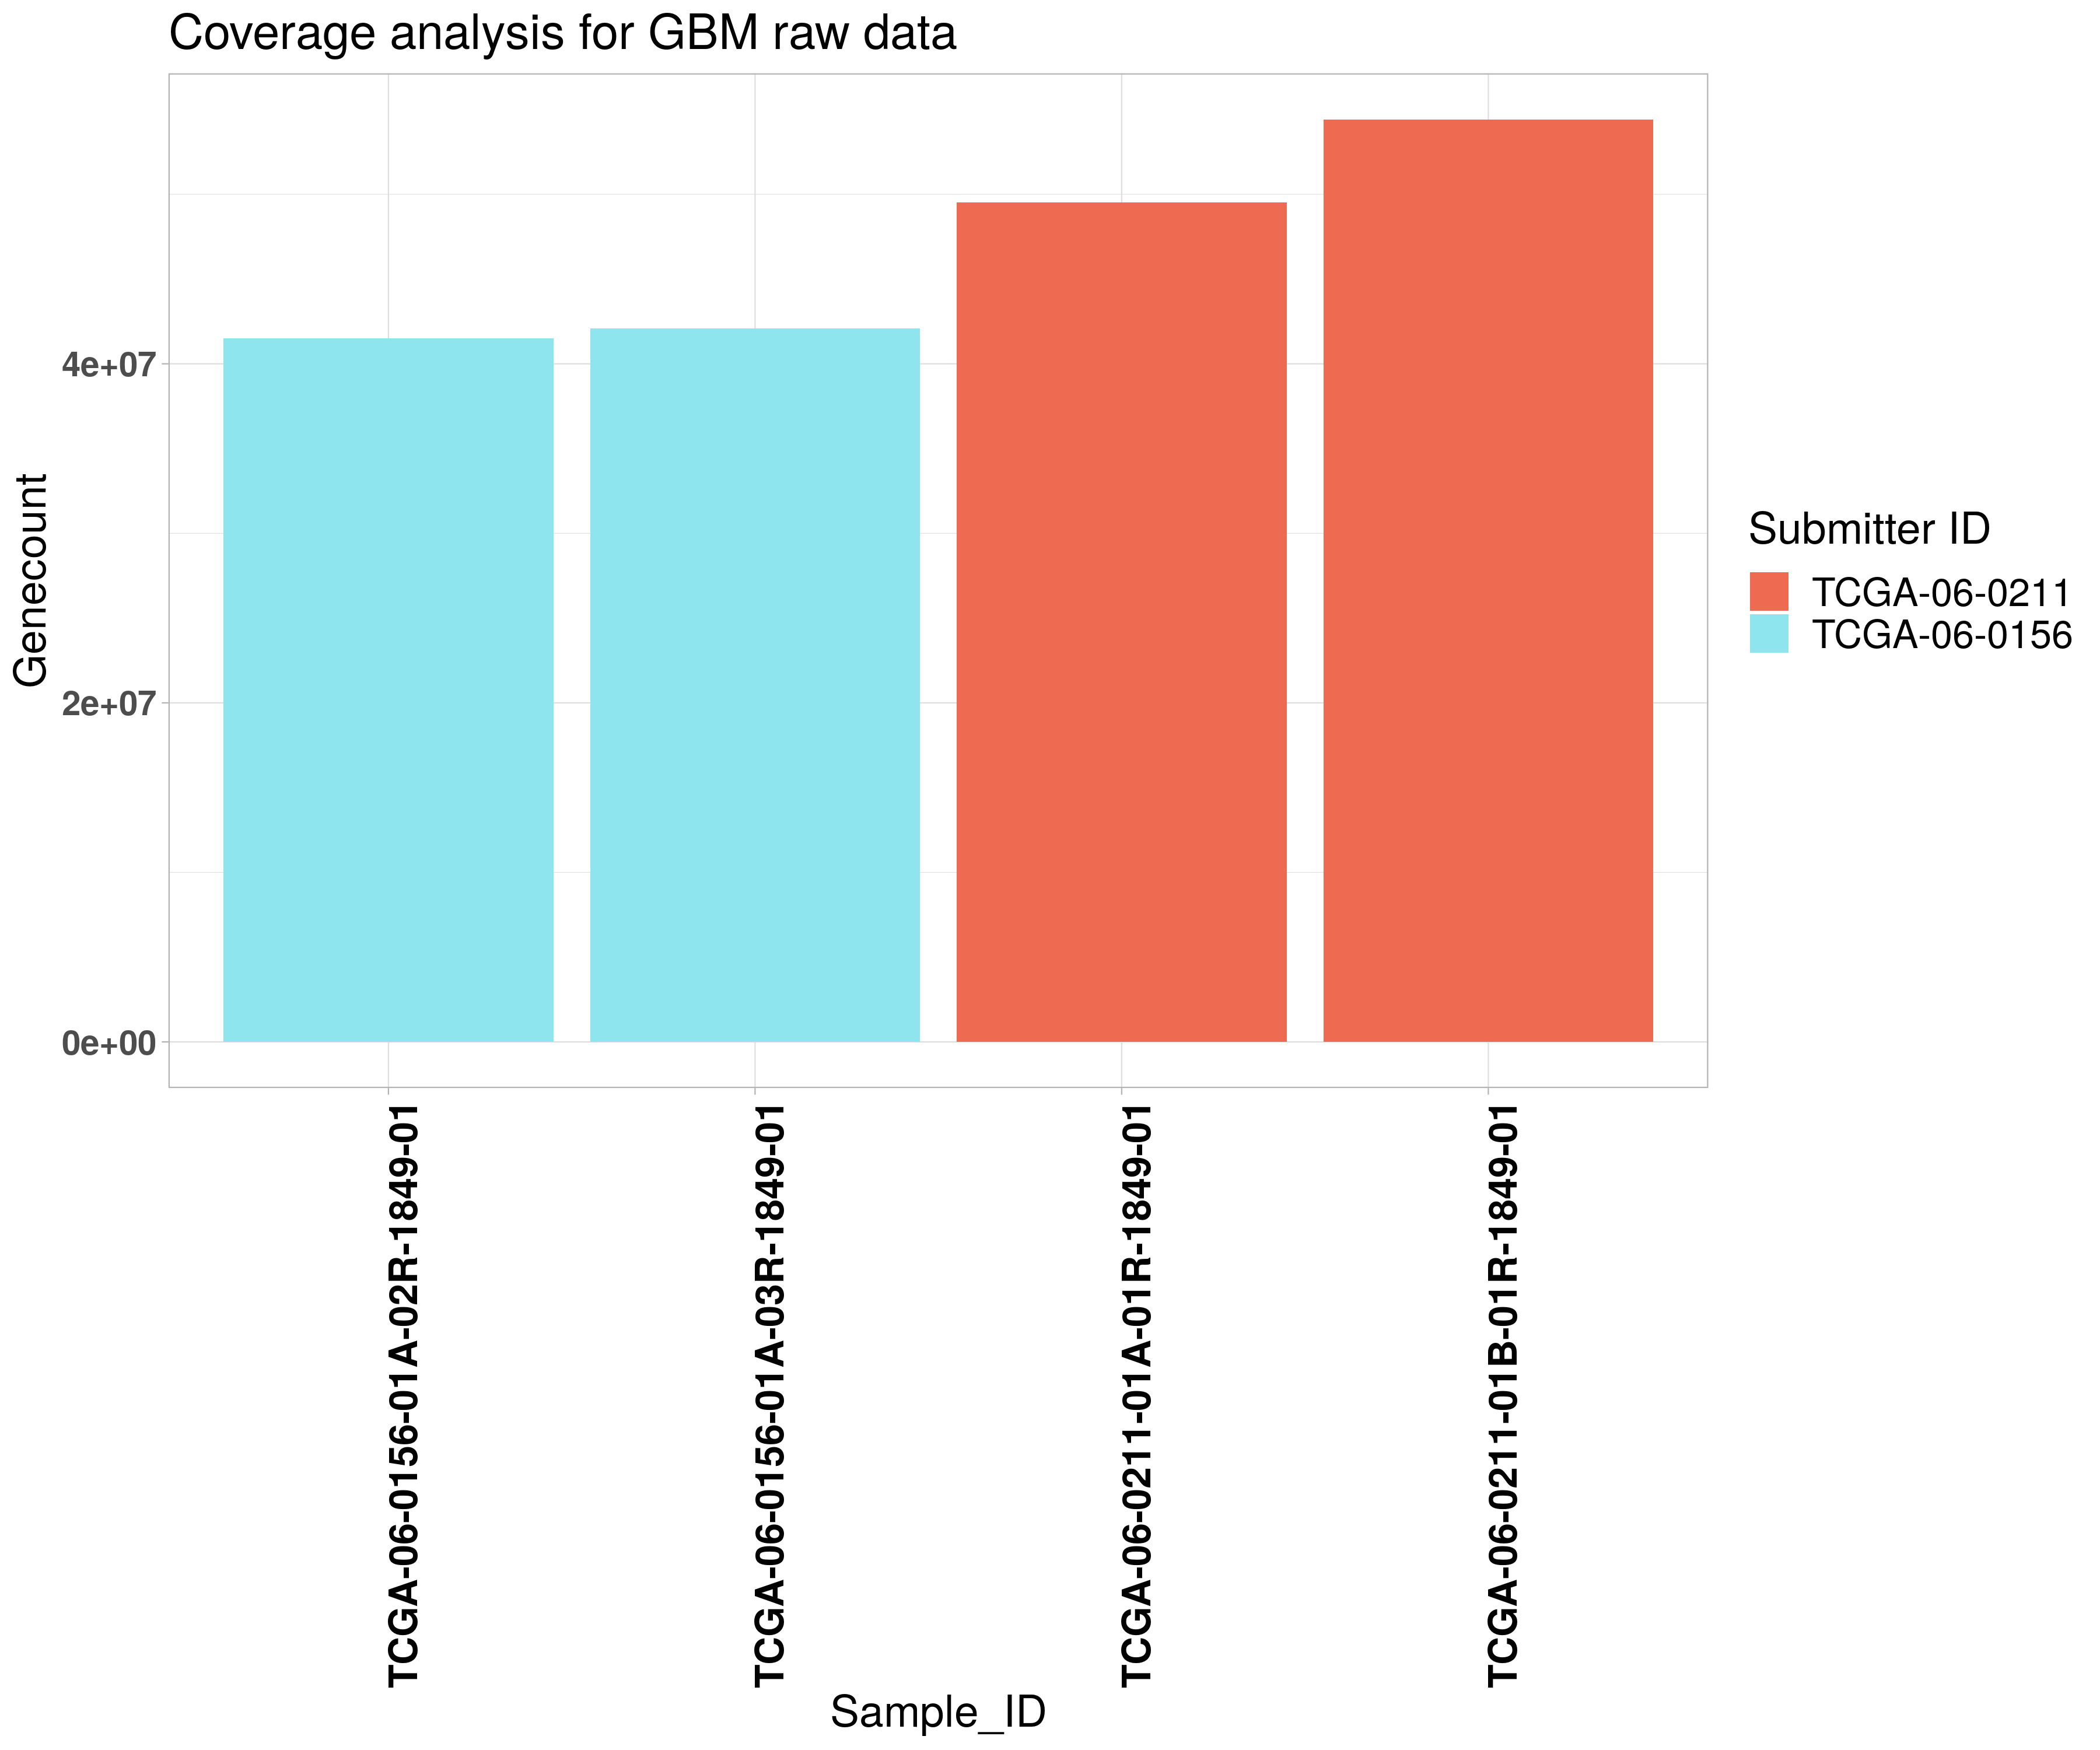 Coverage analysis for GBM raw data
Genecount
4e+07
2e+07
0e+00
TCGA-06-0156-01A-02R-1849-01
TCGA-06-0156-01A-03R-1849-01
TCGA-06-0211-01A-01R-1849-01
TCGA-06-0211-01B-01R-1849-01
Sample_ID
Submitter ID
TCGA-06-0211
TCGA-06-0156